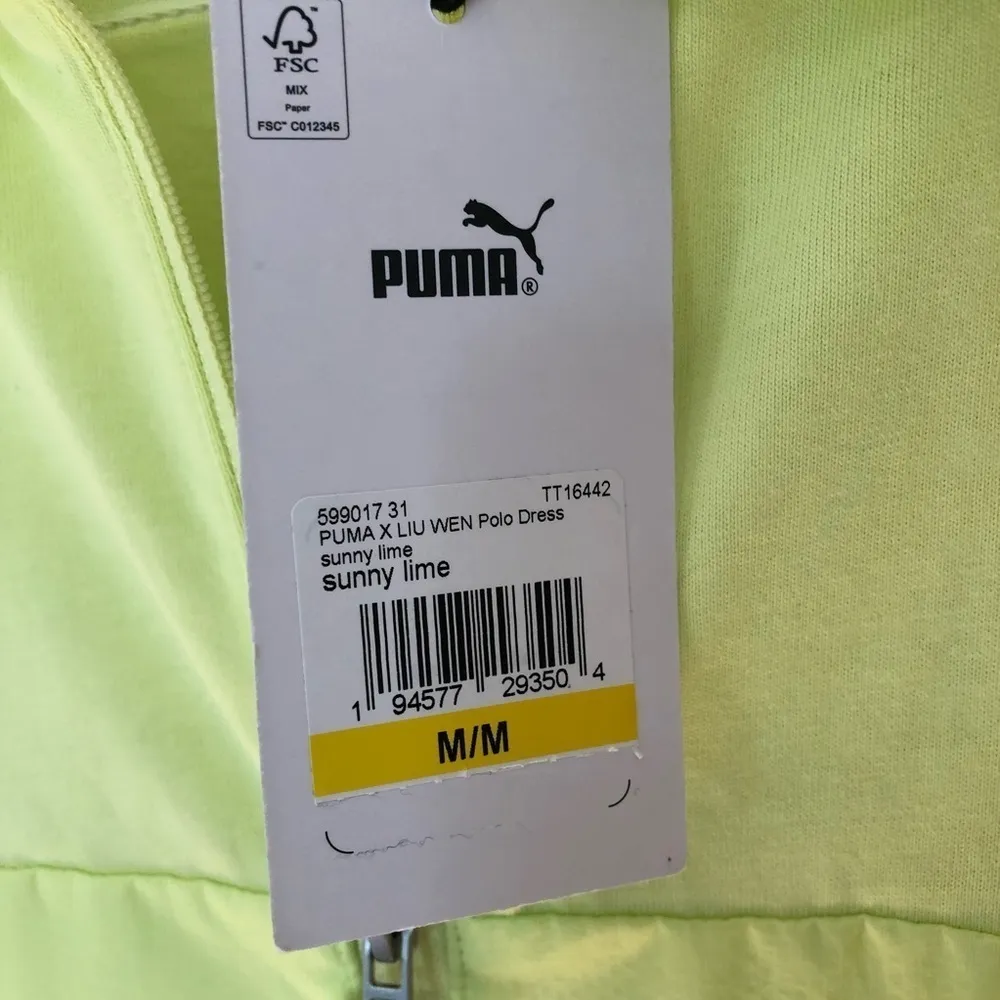 FSC
MIX
Paper
FSC™ C012345
PUMA®
599017 31 TT16442
PUMA X LIU WEN Polo Dress
sunny lime
sunny lime
1 94577 29350 4
M/M